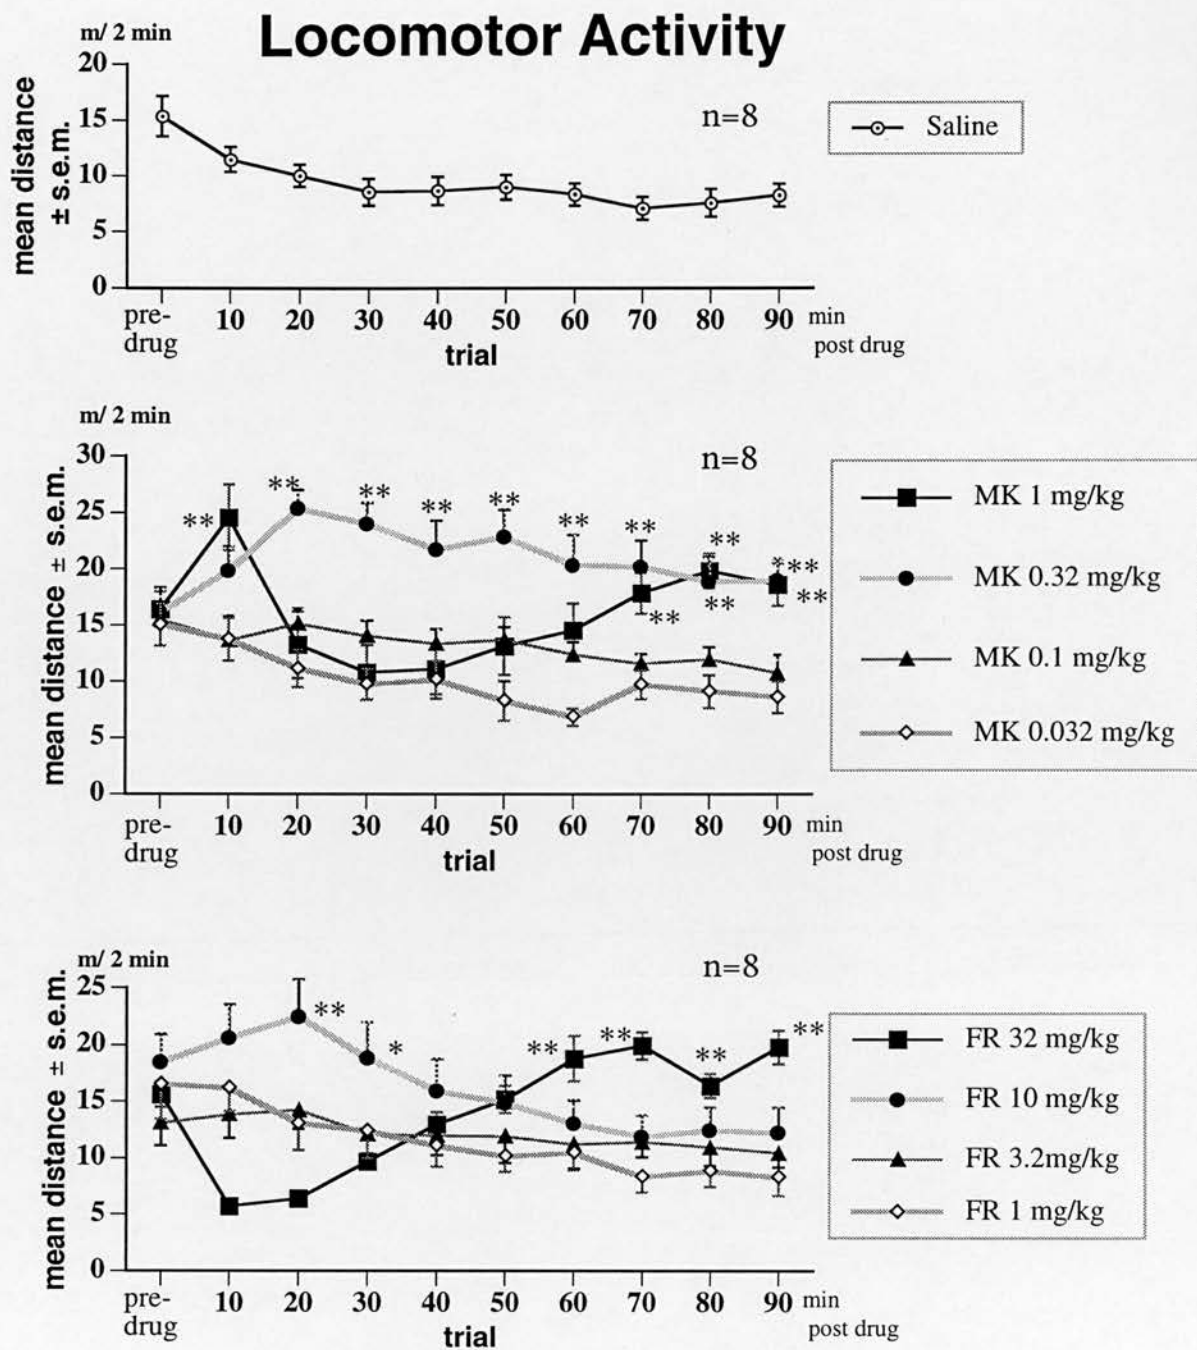 Locomotor Activity
m/ 2 min
mean distance
± s.e.m.
20
15
10
5
0
n=8
Saline
pre-
drug
10 20 30 40 50 60 70 80 90 min
post drug
trial
m/ 2 min
mean distance ± s.e.m.
30
25
20
15
10
5
0
n=8
** ** ** ** ** ** ** ** ** ** ** **
MK 1 mg/kg
MK 0.32 mg/kg
MK 0.1 mg/kg
MK 0.032 mg/kg
pre-
drug
10 20 30 40 50 60 70 80 90 min
post drug
trial
m/ 2 min
mean distance ± s.e.m.
25
20
15
10
5
0
n=8
** * ** ** ** **
FR 32 mg/kg
FR 10 mg/kg
FR 3.2mg/kg
FR 1 mg/kg
pre-
drug
10 20 30 40 50 60 70 80 90 min
post drug
trial